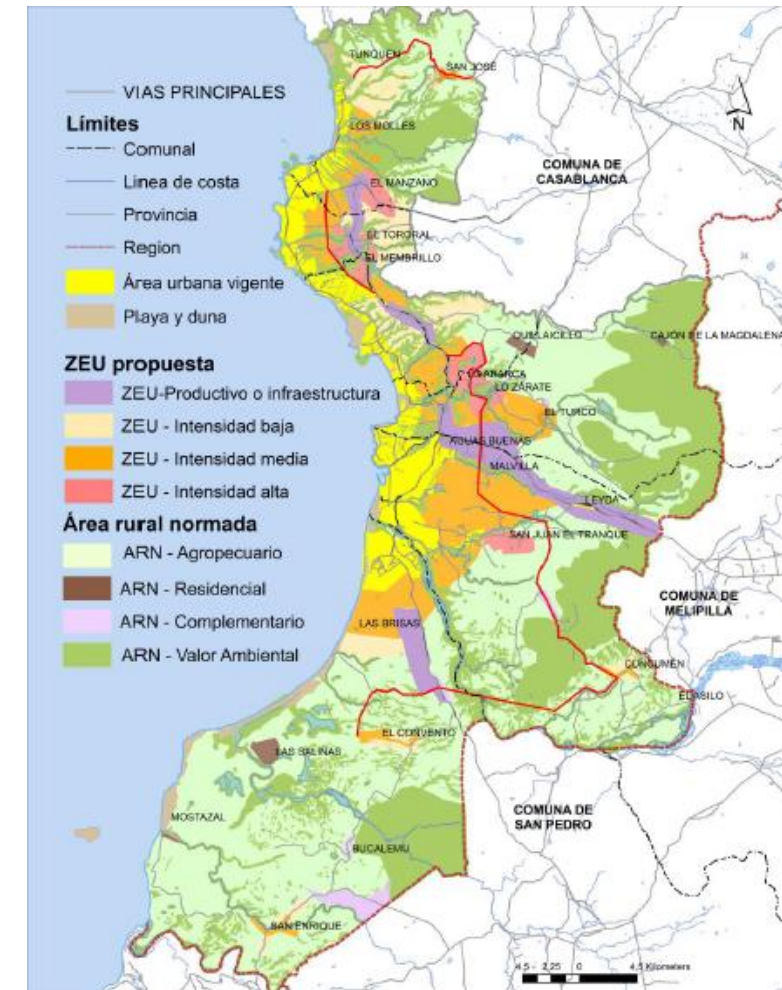 VIAS PRINCIPALES
Límites
Comunal
Linea de costa
Provincia
Region
Área urbana vigente
Playa y duna
ZEU propuesta
ZEU-Productivo o infraestructura
ZEU - Intensidad baja
ZEU - Intensidad media
ZEU - Intensidad alta
Área rural normada
ARN - Agropecuario
ARN - Residencial
ARN - Complementario
ARN - Valor Ambiental
TUNQUEN
SAN JOSÉ
LOS MOLLES
N
COMUNA DE
CASABLANCA
EL MANZANO
EL TOTORAL
EL MEMBRILLO
CAJÓN DE LA MAGDALENA
LO ABARCA
LO ZÁRATE
EL TURCO
AGUAS BUENAS
MALVILLA
LEYDA
SAN JUAN EL TRANQUE
COMUNA DE
MELIPILLA
LAS BRISAS
CUNCUMÉN
EL CONVENTO
LAS SALINAS
COMUNA DE
SAN PEDRO
MOSTAZAL
BUCALEMU
SAN ENRIQUE
4,5 2,25 0 4,5 Kilometers